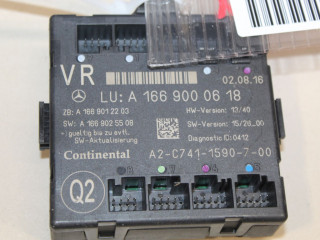 VR
02.08.16
LU: A 166 900 06 18
ZB: A 166 901 22 03
HW-Version: 13/40
SW: A 166 902 55 08
SW-Version: 15/20_00
-gueltig bis zu evtl.
Diagnostic ID: 0412
SW-Aktualisierung
Continental A2-C741-1590-7-00
Q2